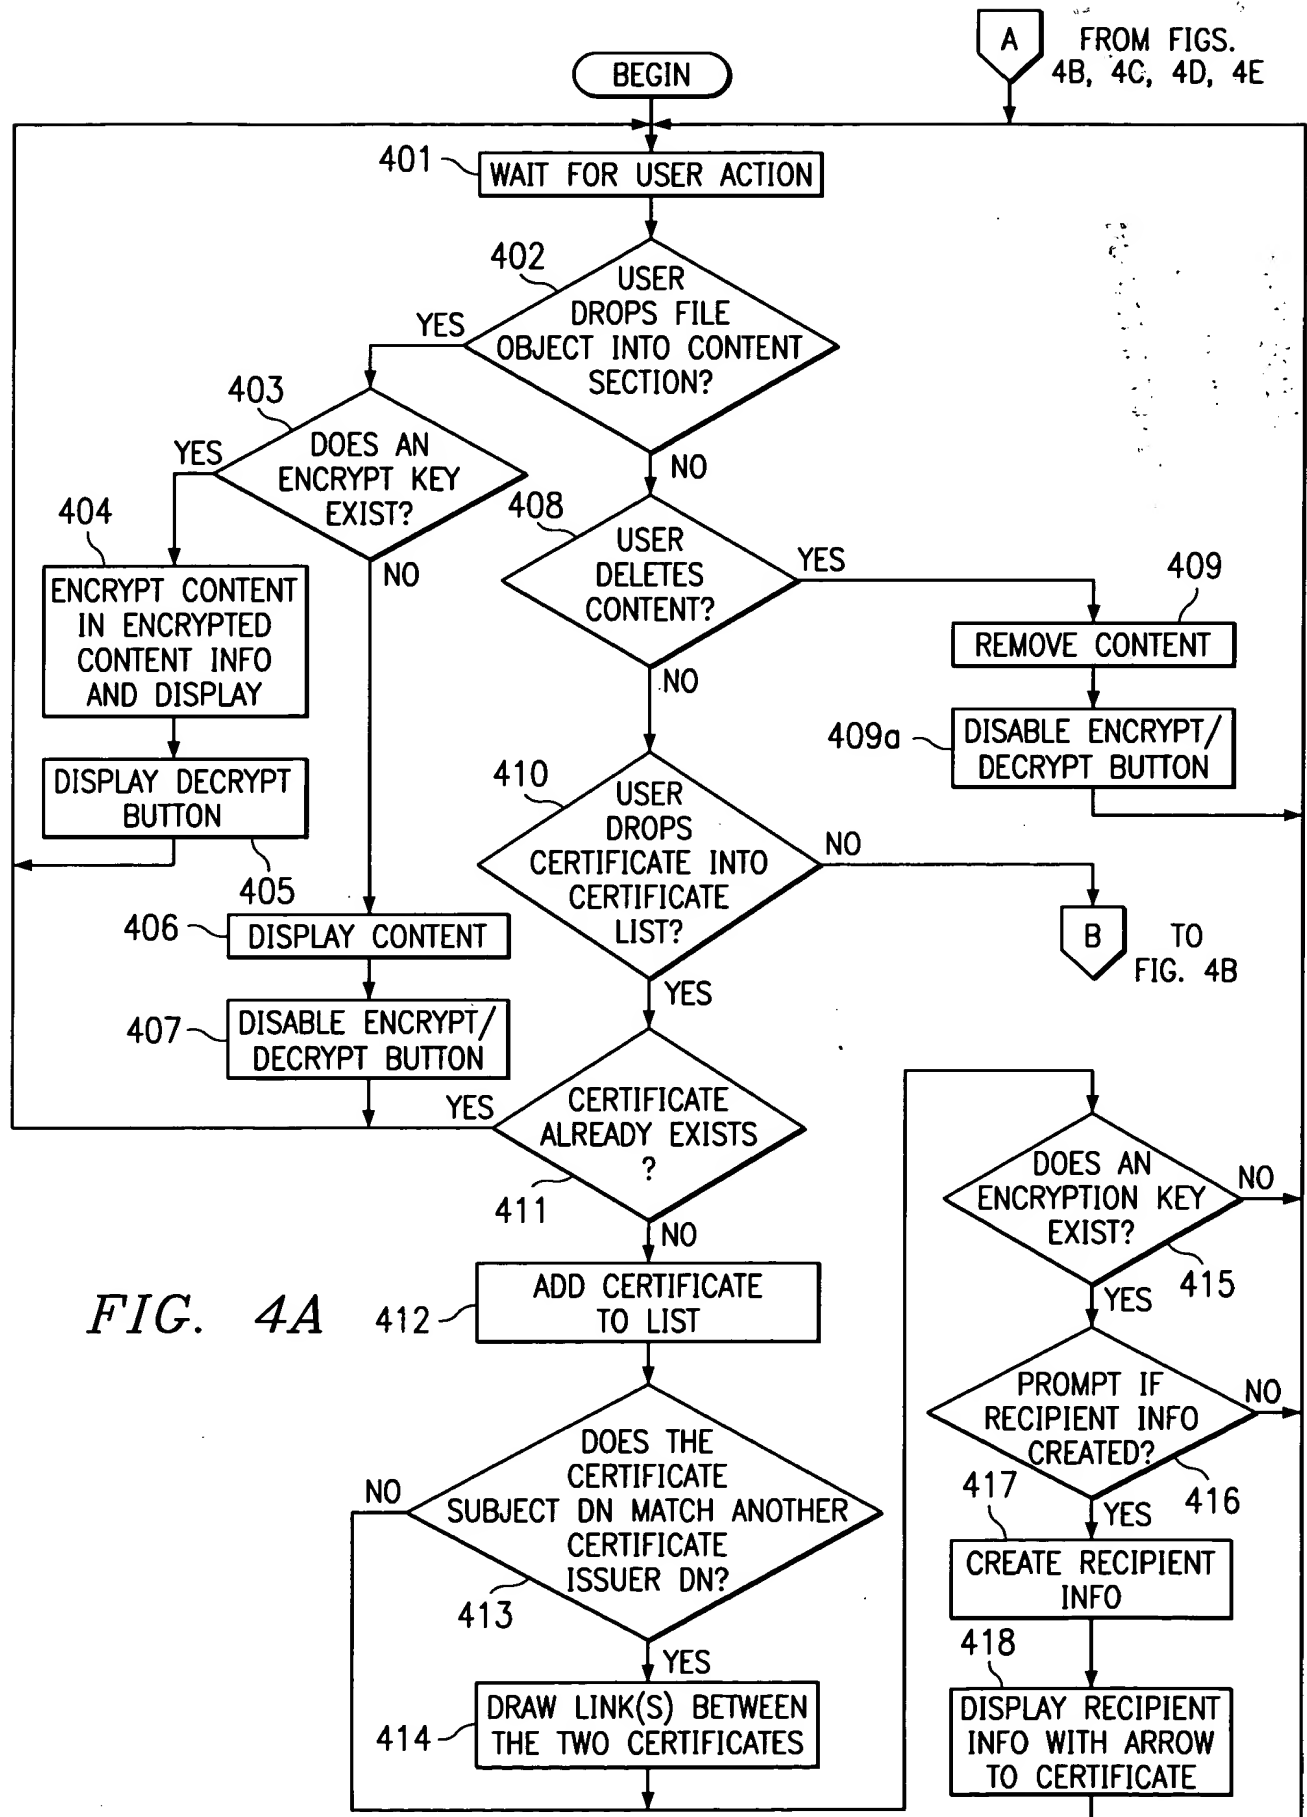 A
FROM FIGS.
4B, 4C, 4D, 4E
BEGIN
401
WAIT FOR USER ACTION
402
USER
DROPS FILE
OBJECT INTO CONTENT
SECTION?
YES
NO
403
DOES AN
ENCRYPT KEY
EXIST?
YES
NO
404
ENCRYPT CONTENT
IN ENCRYPTED
CONTENT INFO
AND DISPLAY
DISPLAY DECRYPT
BUTTON
405
406
DISPLAY CONTENT
407
DISABLE ENCRYPT/
DECRYPT BUTTON
408
USER
DELETES
CONTENT?
YES
NO
409
REMOVE CONTENT
409a
DISABLE ENCRYPT/
DECRYPT BUTTON
410
USER
DROPS
CERTIFICATE INTO
CERTIFICATE
LIST?
NO
YES
B
TO
FIG. 4B
YES
CERTIFICATE
ALREADY EXISTS
?
411
NO
ADD CERTIFICATE
TO LIST
412
FIG. 4A
DOES THE
CERTIFICATE
SUBJECT DN MATCH ANOTHER
CERTIFICATE
ISSUER DN?
NO
413
YES
DRAW LINK(S) BETWEEN
THE TWO CERTIFICATES
414
DOES AN
ENCRYPTION KEY
EXIST?
NO
415
YES
PROMPT IF
RECIPIENT INFO
CREATED?
NO
416
YES
417
CREATE RECIPIENT
INFO
418
DISPLAY RECIPIENT
INFO WITH ARROW
TO CERTIFICATE